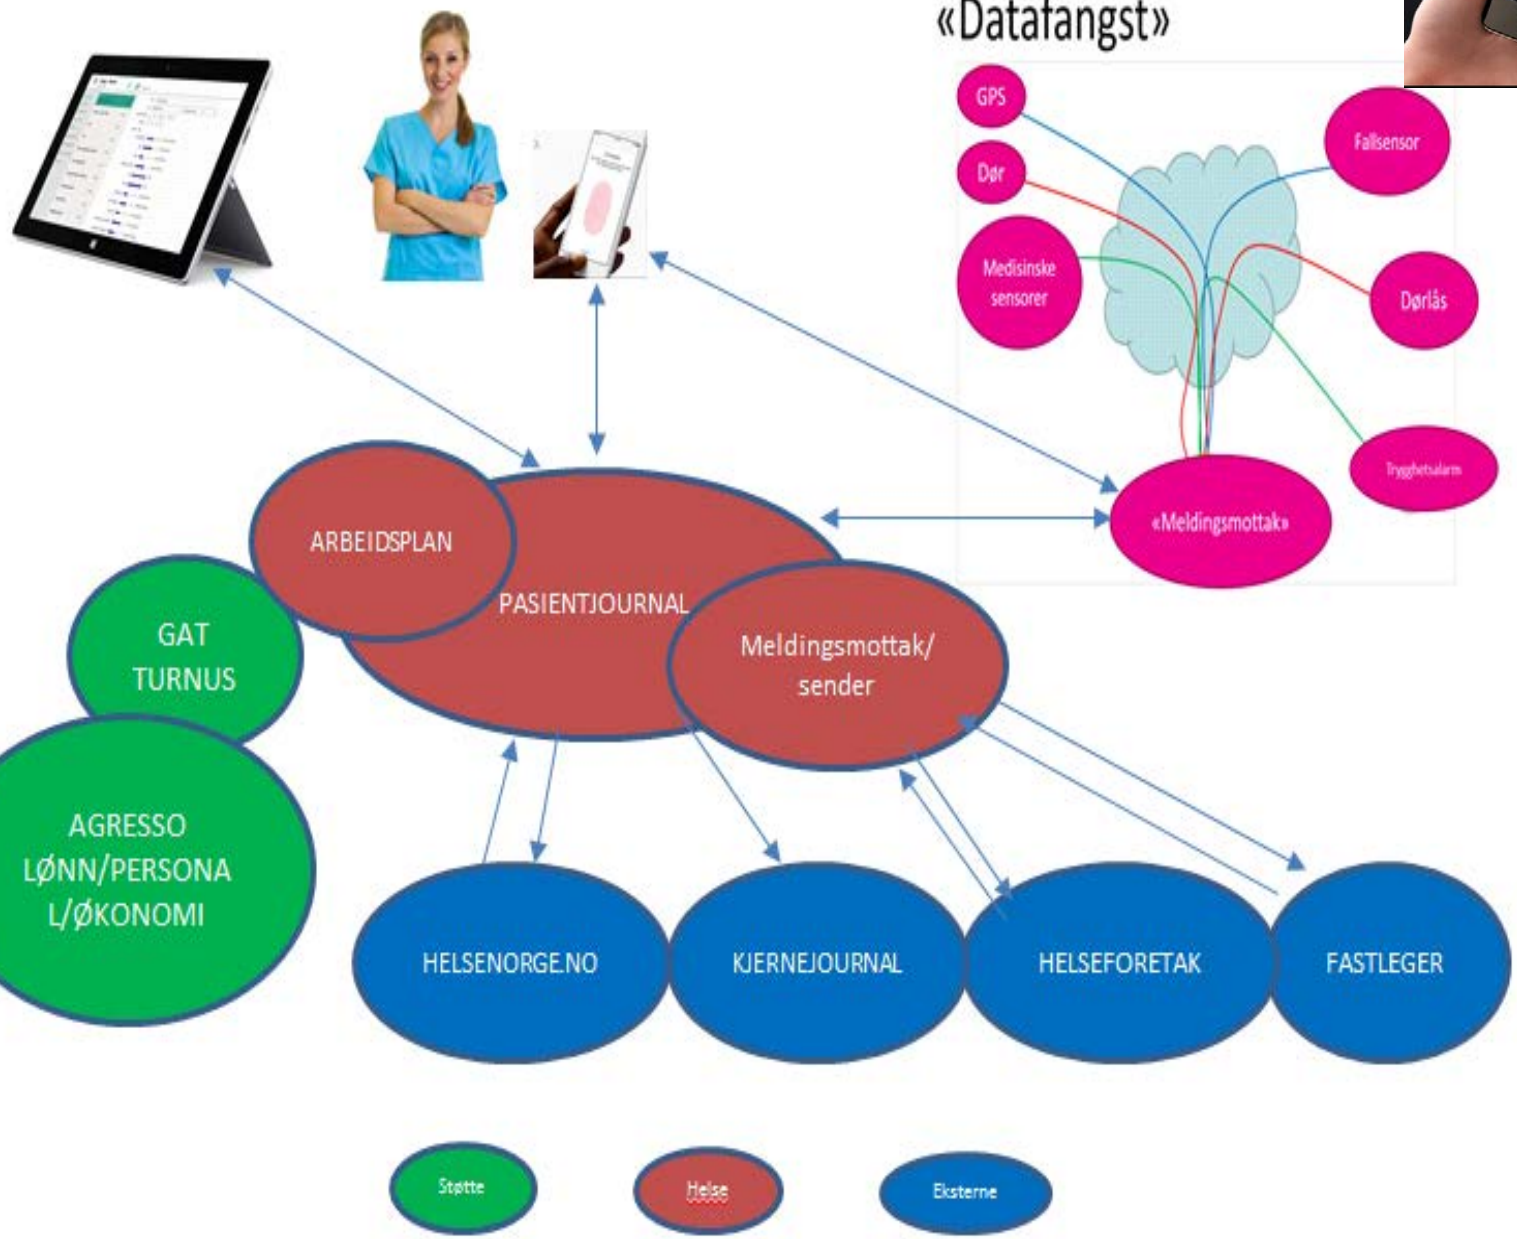 «Datafangst»
GPS
Dør
Medisinske
sensorer
Fallsensor
Dørlås
Trygghetsalarm
«Meldingsmottak»
ARBEIDSPLAN
PASIENTJOURNAL
Meldingsmottak/
sender
GAT
TURNUS
AGRESSO
LØNN/PERSONA
L/ØKONOMI
HELSENORGE.NO
KJERNEJOURNAL
HELSEFORETAK
FASTLEGER
Støtte
Helse
Eksterne